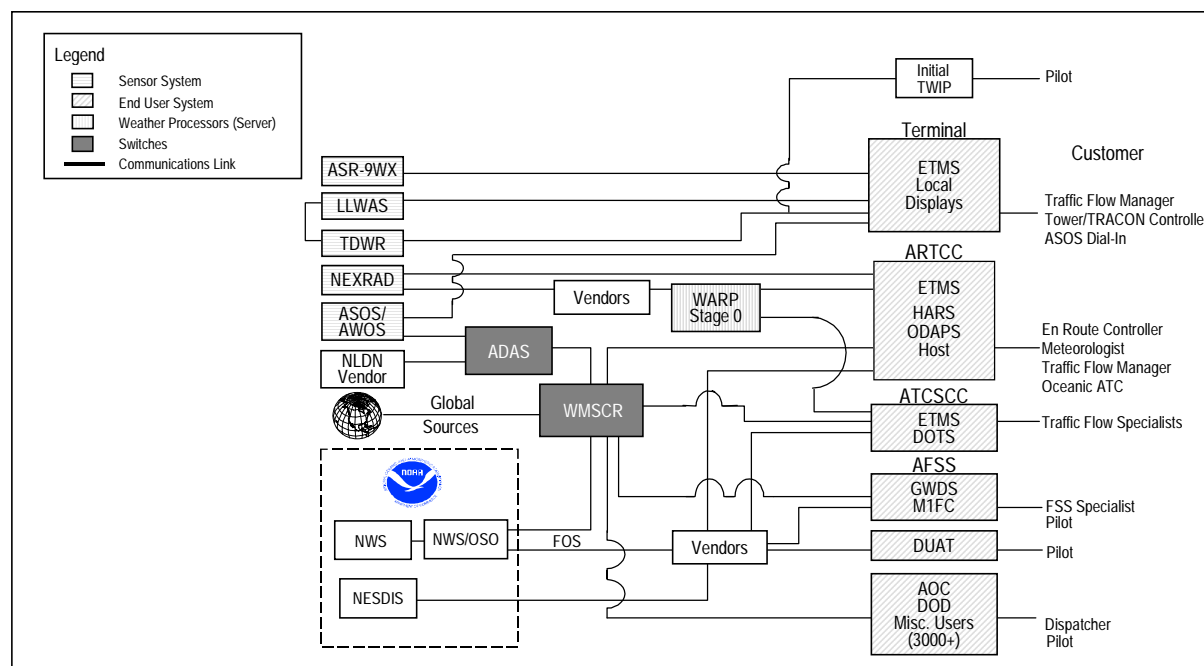 Legend
Sensor System
End User System
Weather Processors (Server)
Switches
Communications Link
Initial
TWIP
Pilot
Terminal
Customer
ASR-9WX
ETMS
Local
Displays
LLWAS
Traffic Flow Manager
Tower/TRACON Controlle
ASOS Dial-In
TDWR
ARTCC
NEXRAD
ETMS
HARS
ODAPS
Host
Vendors
WARP
Stage 0
ASOS/
AWOS
En Route Controller
Meteorologist
Traffic Flow Manager
Oceanic ATC
ADAS
NLDN
Vendor
ATCSCC
Global
Sources
WMSCR
ETMS
DOTS
Traffic Flow Specialists
AFSS
NOAA
GWDS
M1FC
FSS Specialist
Pilot
NWS
NWS/OSO
FOS
Vendors
DUAT
Pilot
NESDIS
AOC
DOD
Misc. Users
(3000+)
Dispatcher
Pilot